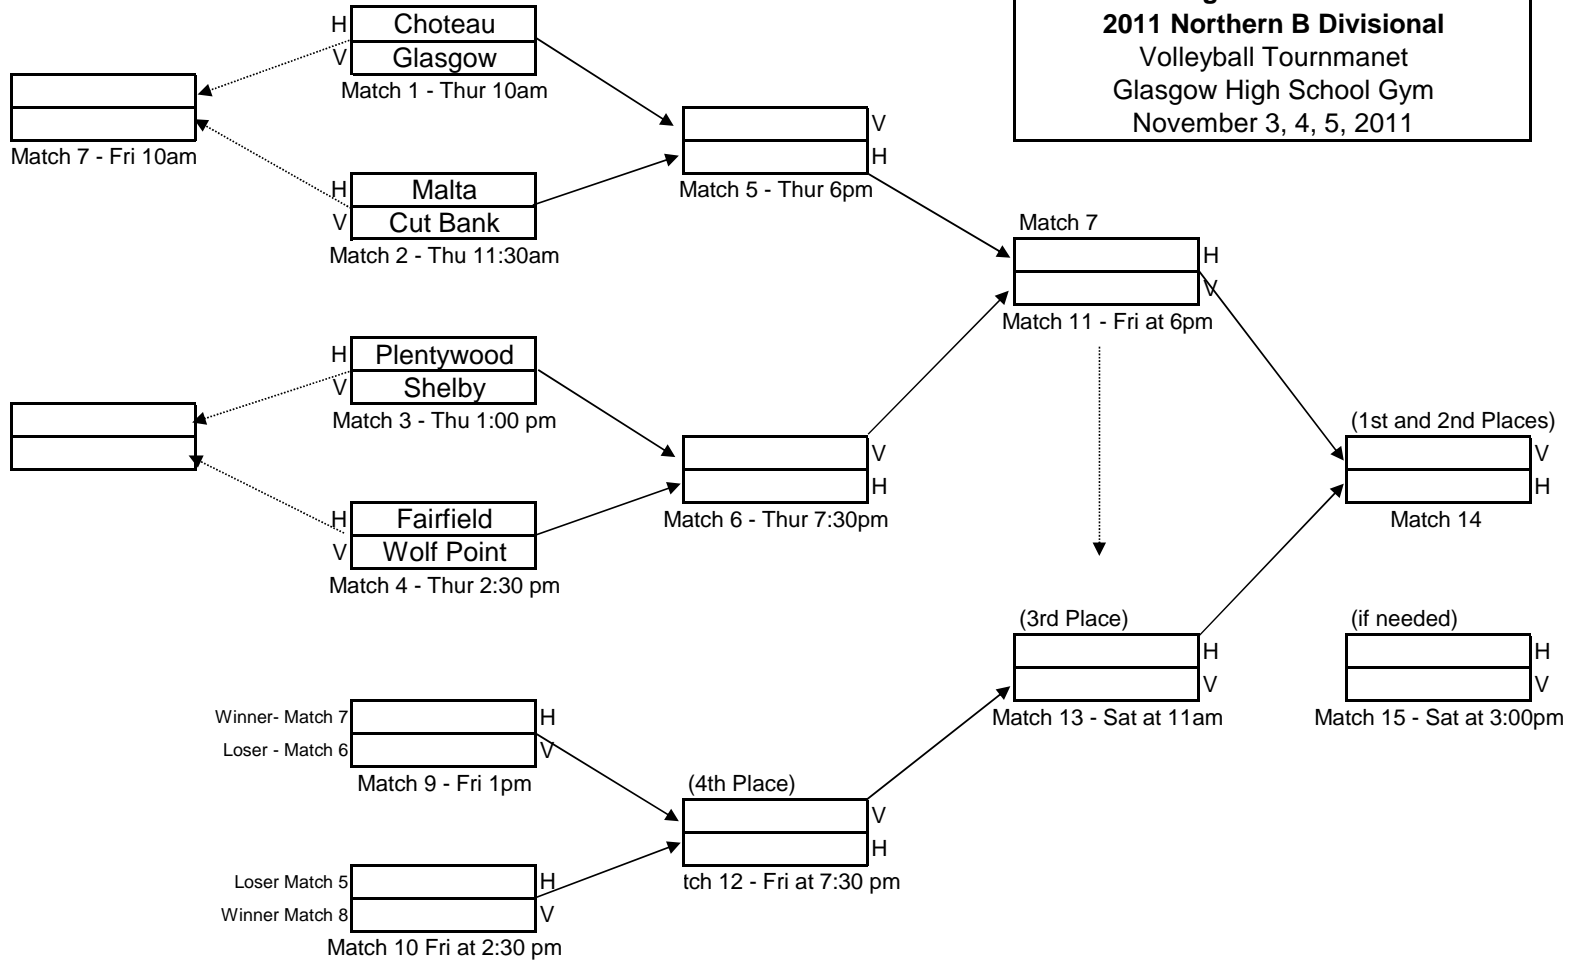 2011 Northern B Divisional
Volleyball Tournmanet
Glasgow High School Gym
November 3, 4, 5, 2011
H Choteau
V Glasgow
Match 1 - Thur 10am
Match 7 - Fri 10am
H Malta
V Cut Bank
Match 2 - Thu 11:30am
V
H
Match 5 - Thur 6pm
Match 7
H
V
Match 11 - Fri at 6pm
H Plentywood
V Shelby
Match 3 - Thu 1:00 pm
H Fairfield
V Wolf Point
Match 4 - Thur 2:30 pm
V
H
Match 6 - Thur 7:30pm
(1st and 2nd Places)
V
H
Match 14
(3rd Place)
H
V
Match 13 - Sat at 11am
(if needed)
H
V
Match 15 - Sat at 3:00pm
Winner- Match 7 H
Loser - Match 6 V
Match 9 - Fri 1pm
(4th Place)
V
H
tch 12 - Fri at 7:30 pm
Loser Match 5 H
Winner Match 8 V
Match 10 Fri at 2:30 pm